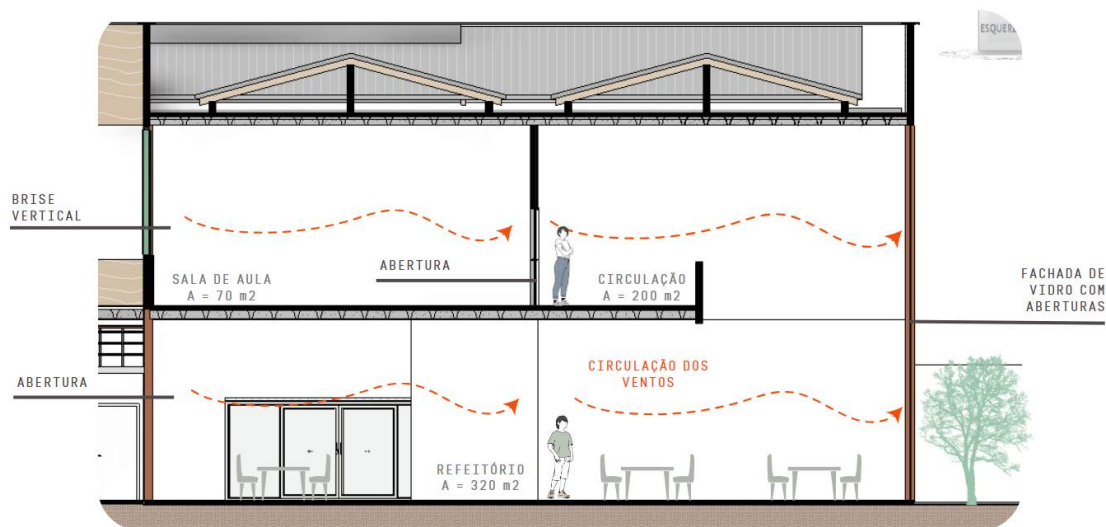 BRISE
VERTICAL
SALA DE AULA
A = 70 m2
ABERTURA
CIRCULAÇÃO
A = 200 m2
FACHADA DE
VIDRO COM
ABERTURAS
ABERTURA
CIRCULAÇÃO DOS
VENTOS
REFEITÓRIO
A = 320 m2